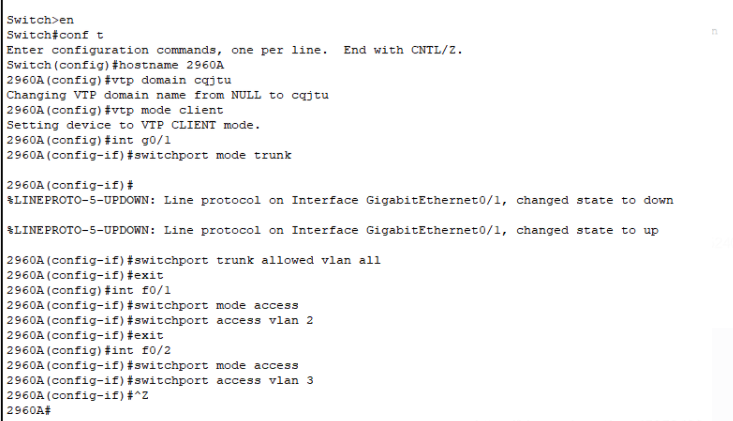 Switch>en
Switch#conf t
Enter configuration commands, one per line.  End with CNTL/Z.
Switch(config)#hostname 2960A
2960A(config)#vtp domain cqjtu
Changing VTP domain name from NULL to cqjtu
2960A(config)#vtp mode client
Setting device to VTP CLIENT mode.
2960A(config)#int g0/1
2960A(config-if)#switchport mode trunk
2960A(config-if)#
%LINEPROTO-5-UPDOWN: Line protocol on Interface GigabitEthernet0/1, changed state to down
%LINEPROTO-5-UPDOWN: Line protocol on Interface GigabitEthernet0/1, changed state to up
2960A(config-if)#switchport trunk allowed vlan all
2960A(config-if)#exit
2960A(config)#int f0/1
2960A(config-if)#switchport mode access
2960A(config-if)#switchport access vlan 2
2960A(config-if)#exit
2960A(config)#int f0/2
2960A(config-if)#switchport mode access
2960A(config-if)#switchport access vlan 3
2960A(config-if)#^Z
2960A#